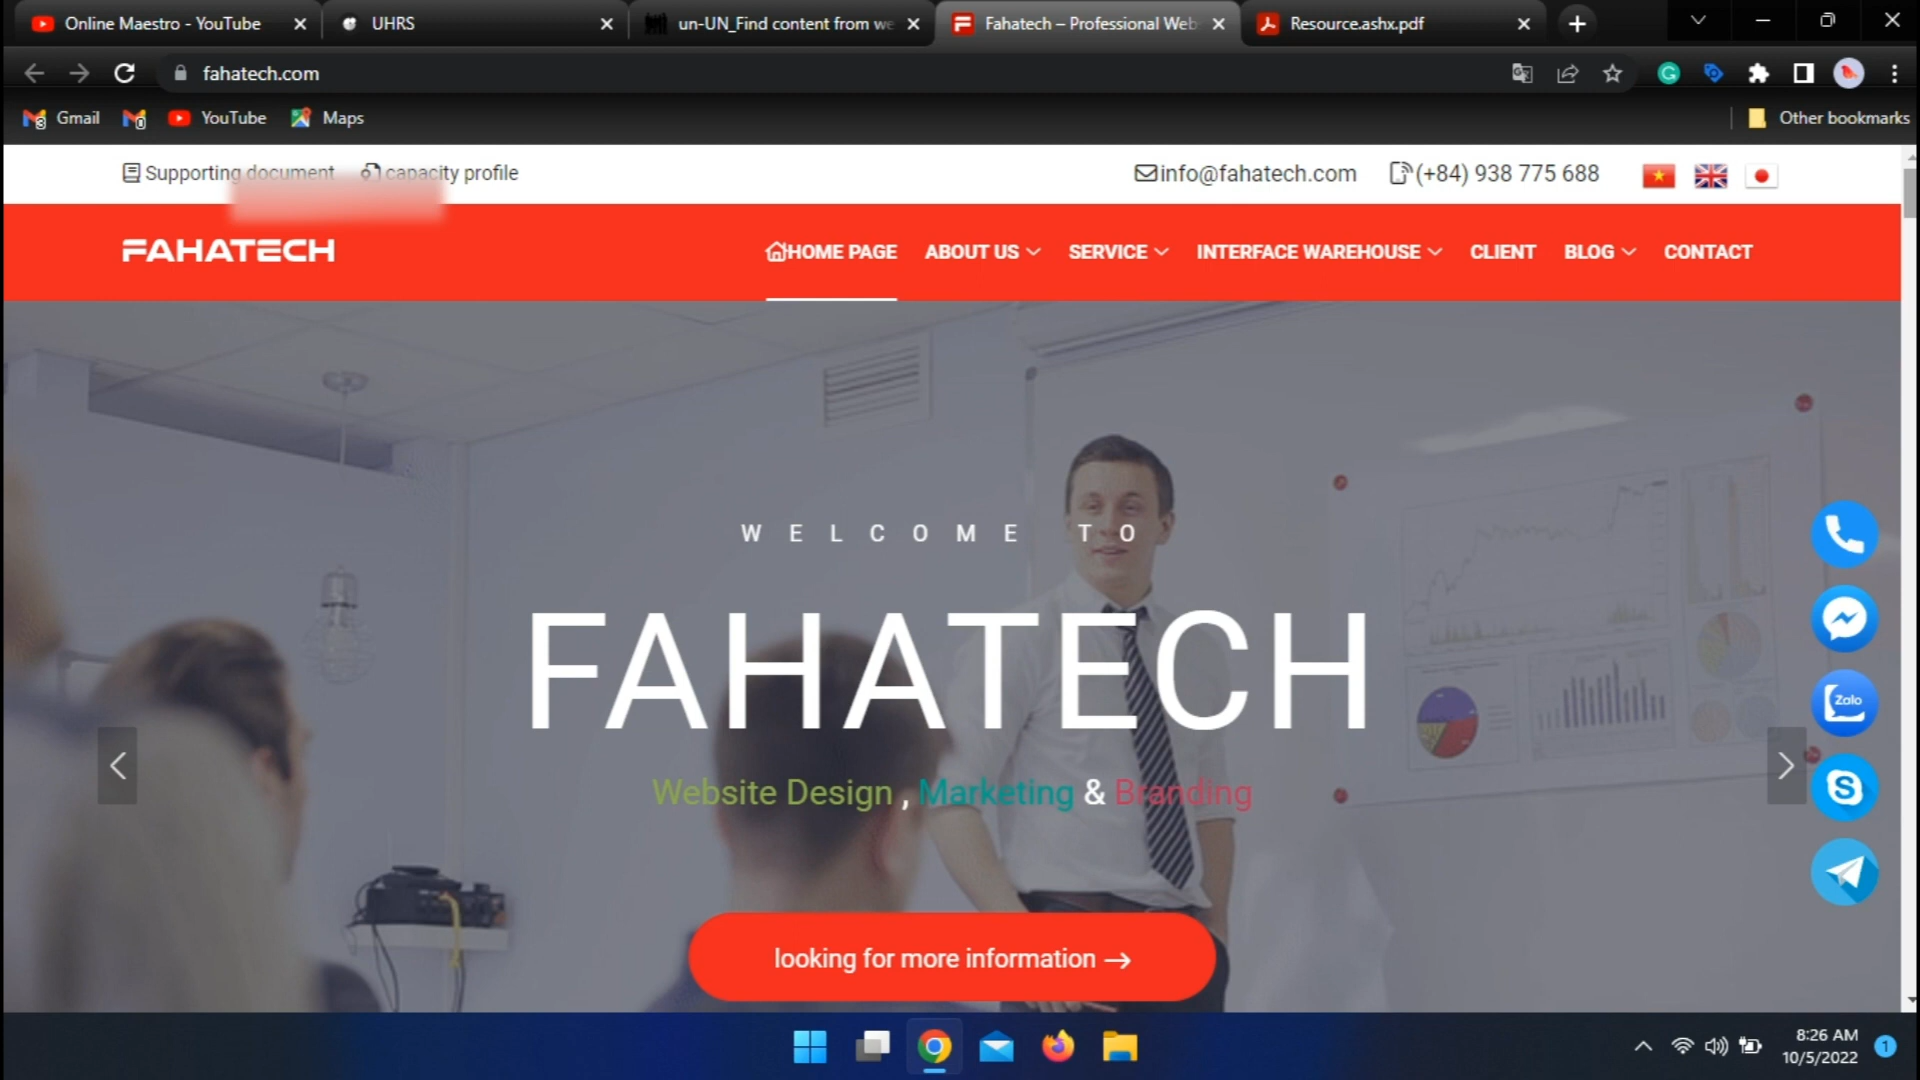 Online Maestro - YouTube
UHRS
un-UN_Find content from we
Fahatech – Professional Web
Resource.ashx.pdf
fahatech.com
Gmail
YouTube
Maps
Other bookmarks
Supporting document
capacity profile
info@fahatech.com
(+84) 938 775 688
FAHATECH
HOME PAGE
ABOUT US
SERVICE
INTERFACE WAREHOUSE
CLIENT
BLOG
CONTACT
WELCOME TO
FAHATECH
Website Design , Marketing & Branding
looking for more information →
Zalo
8:26 AM
10/5/2022
1